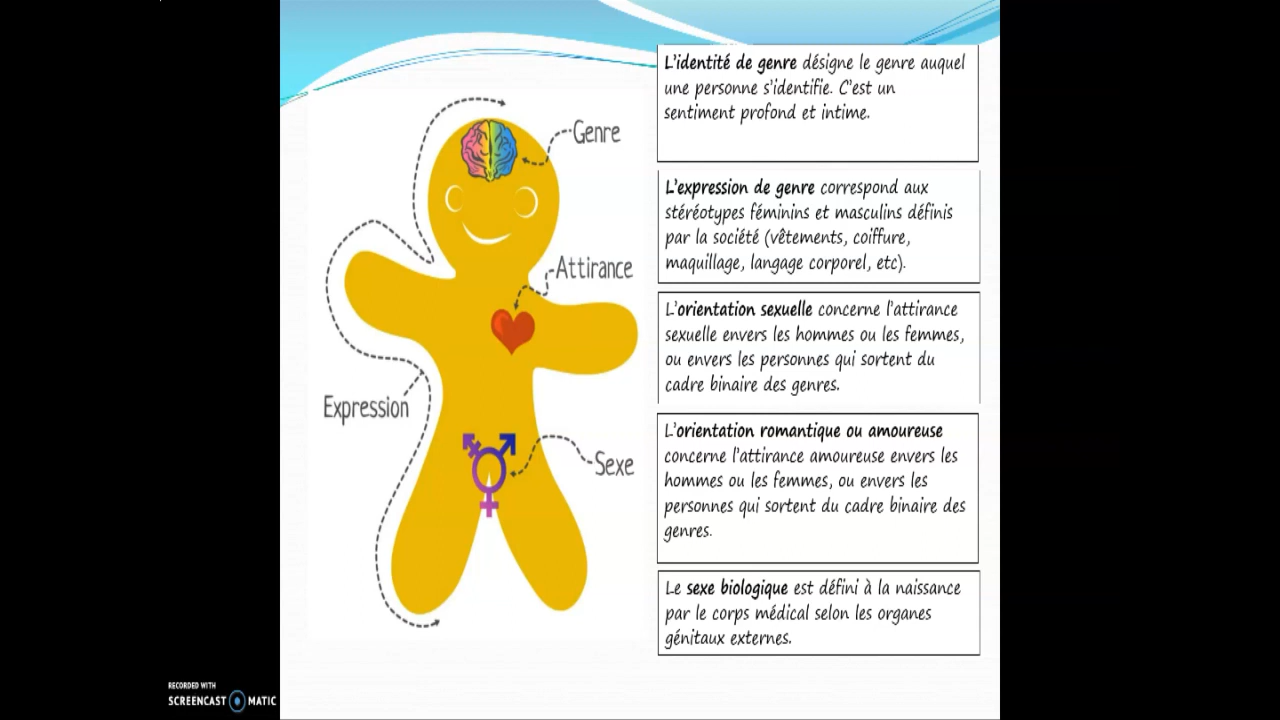 L'identité de genre désigne le genre auquel
une personne s'identifie. C'est un
sentiment profond et intime.
Genre
L'expression de genre correspond aux
stéréotypes féminins et masculins définis
par la société (vêtements, coiffure,
maquillage, langage corporel, etc).
Attirance
L'orientation sexuelle concerne l'attirance
sexuelle envers les hommes ou les femmes,
ou envers les personnes qui sortent du
cadre binaire des genres.
Expression
L'orientation romantique ou amoureuse
concerne l'attirance amoureuse envers les
hommes ou les femmes, ou envers les
personnes qui sortent du cadre binaire des
genres.
Sexe
Le sexe biologique est défini à la naissance
par le corps médical selon les organes
génitaux externes.
RECORDED WITH
SCREENCAST MATIC